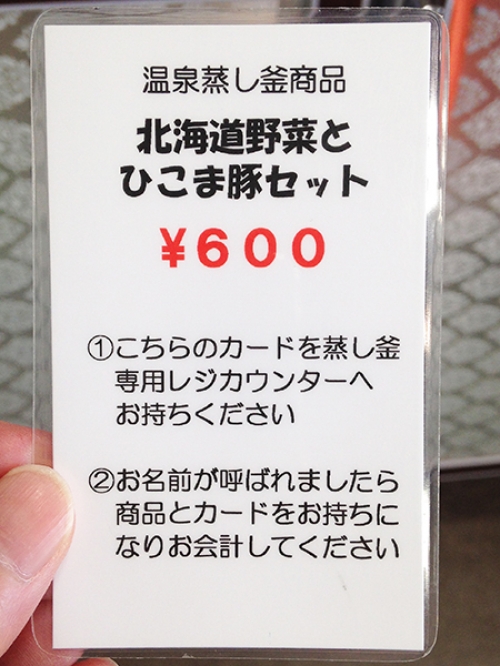 温泉蒸し釜商品
北海道野菜と
ひこま豚セット
¥600
①こちらのカードを蒸し釜
専用レジカウンターへ
お持ちください
②お名前が呼ばれましたら
商品とカードをお持ちに
なりお会計してください